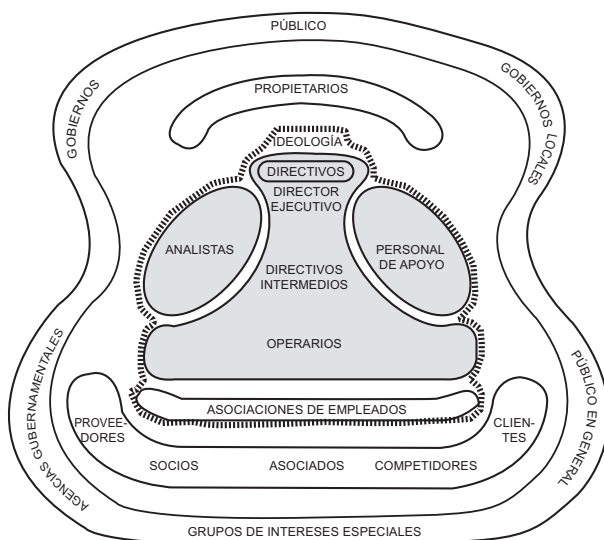 PÚBLICO
GOBIERNOS
GOBIERNOS LOCALES
PROPIETARIOS
IDEOLOGÍA
DIRECTIVOS
DIRECTOR
EJECUTIVO
ANALISTAS
PERSONAL
DE APOYO
DIRECTIVOS
INTERMEDIOS
OPERARIOS
AGENCIAS GUBERNAMENTALES
PÚBLICO EN GENERAL
ASOCIACIONES DE EMPLEADOS
PROVEE-
DORES
CLIEN-
TES
SOCIOS
ASOCIADOS
COMPETIDORES
GRUPOS DE INTERESES ESPECIALES